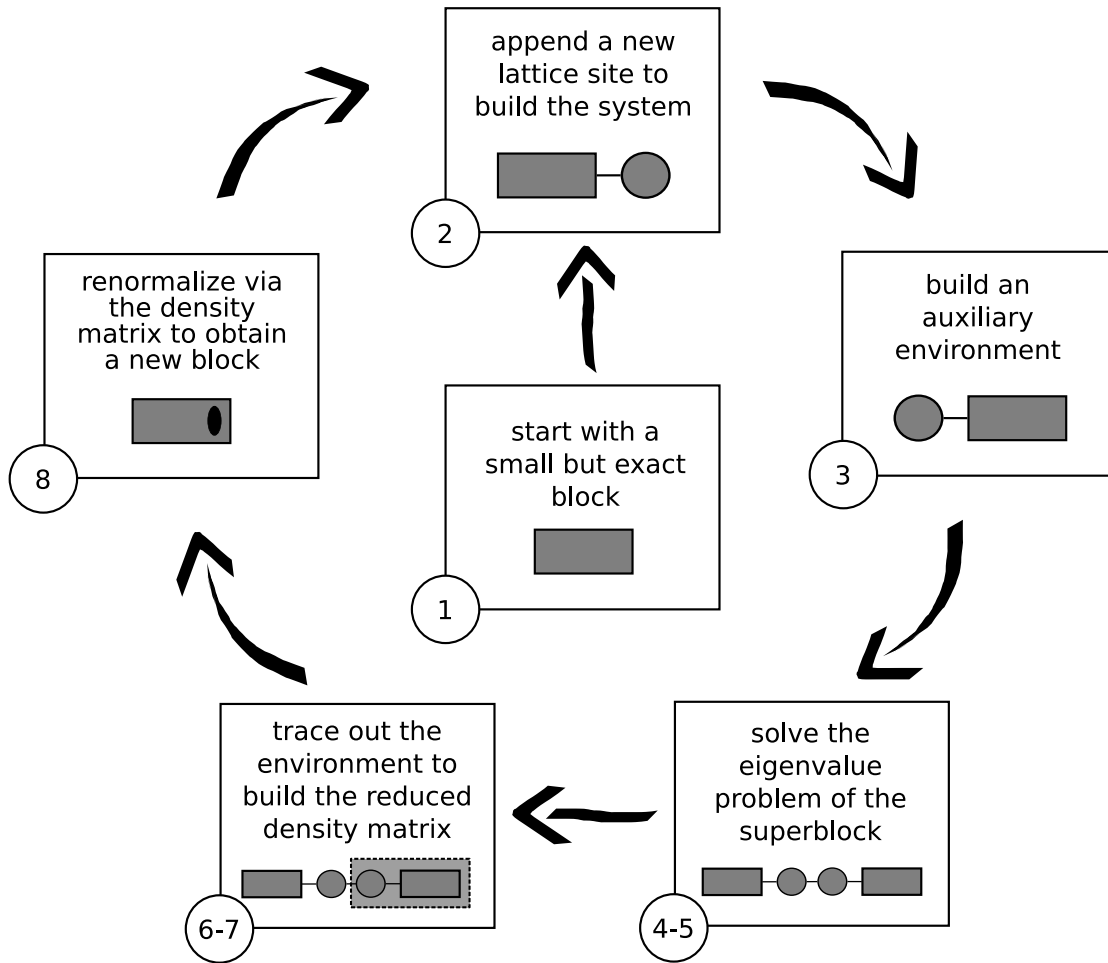 start with a
small but exact
block
1
append a new
lattice site to
build the system
2
build an
auxiliary
environment
3
solve the
eigenvalue
problem of the
superblock
4-5
trace out the
environment to
build the reduced
density matrix
6-7
renormalize via
the density
matrix to obtain
a new block
8